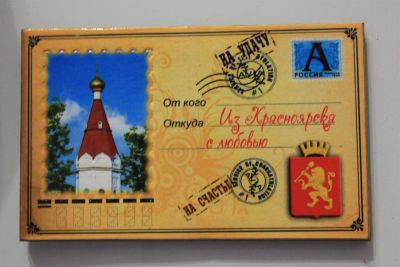 НА УДАЧУ
А
РОССИЯ
От кого
Откуда
Из Красноярска
с любовью
НА СЧАСТЬЕ